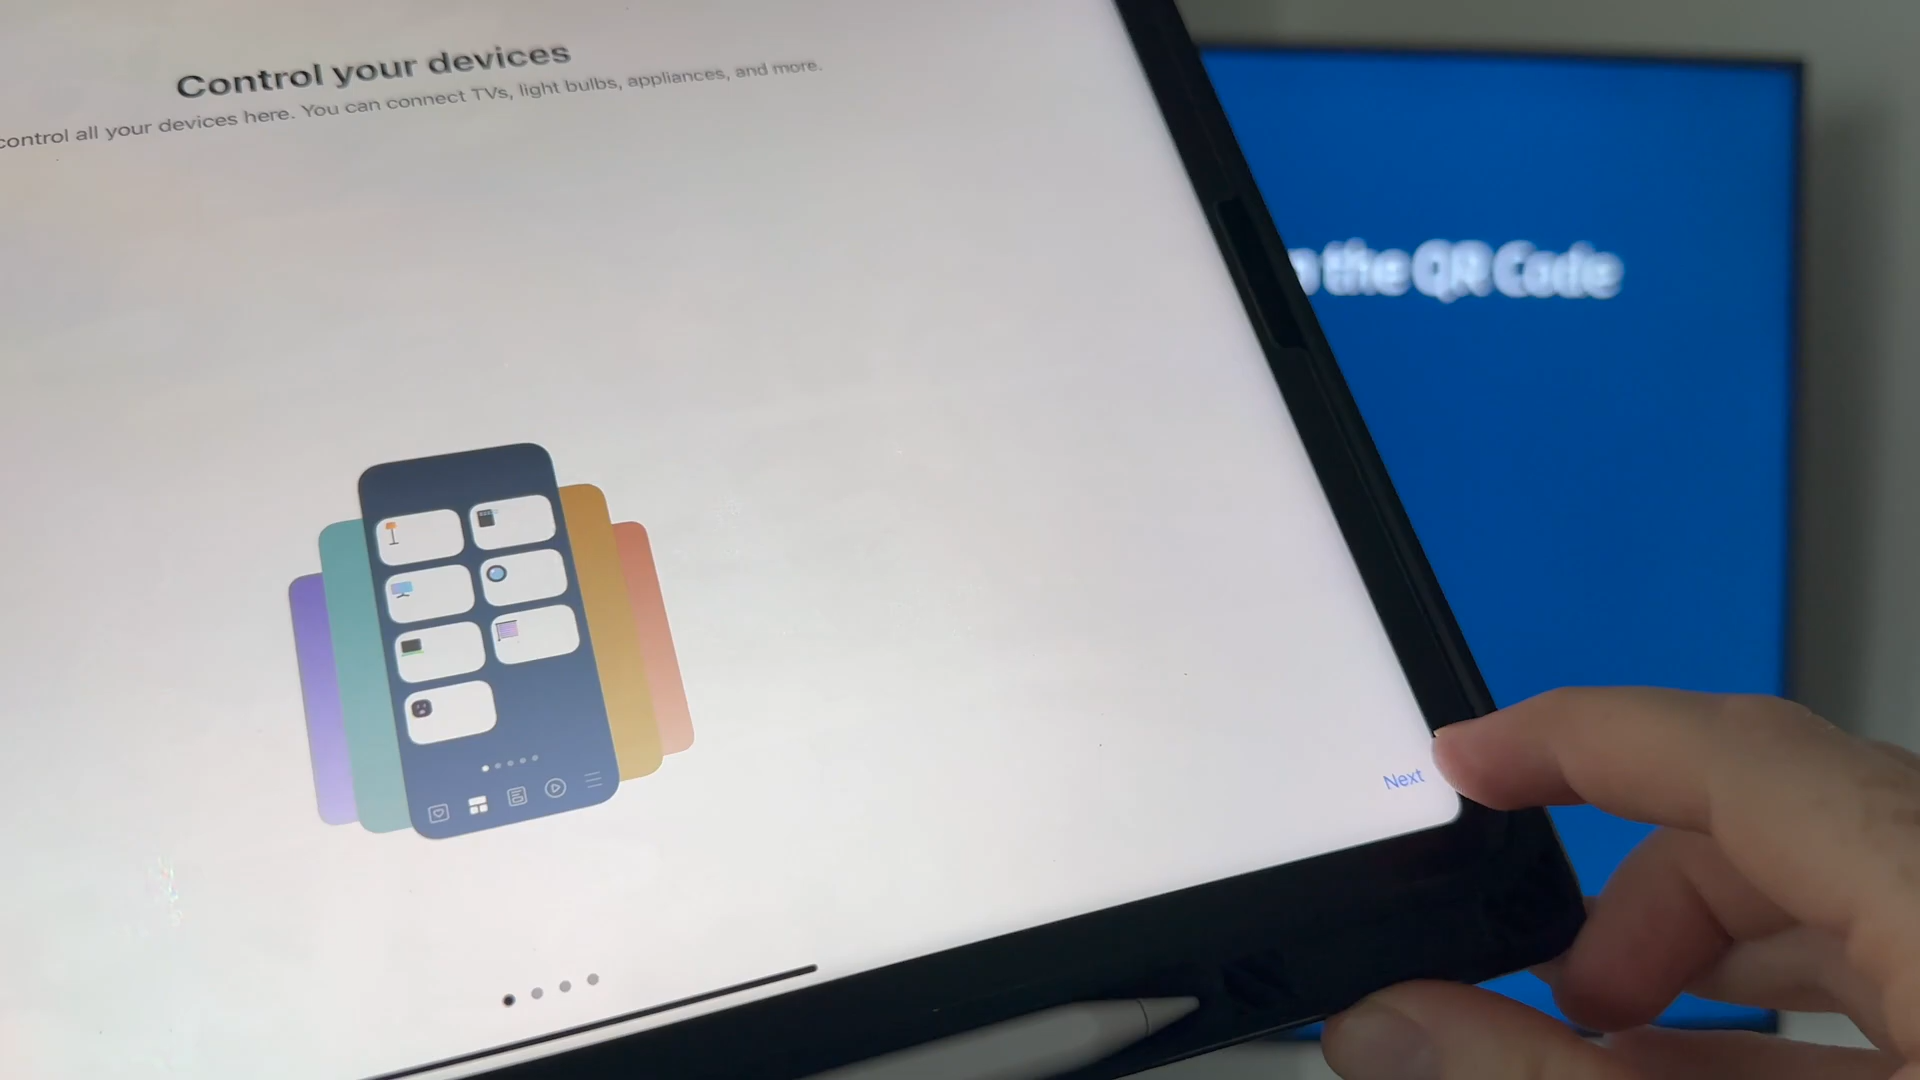 Control your devices
control all your devices here. You can connect TVs, light bulbs, appliances, and more.
the QR Code
Next